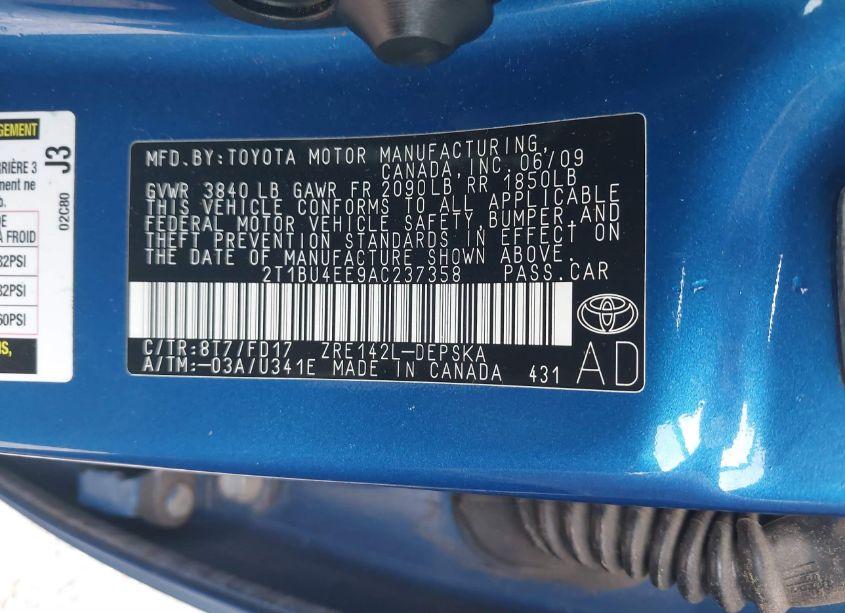 GEMENT
RRIÈRE 3
ment ne
o.
DE
À FROID
32PSI
32PSI
60PSI
NS,
J3
02C80
MFD.BY:TOYOTA MOTOR MANUFACTURING,
CANADA,INC. 06/09
GVWR 3840 LB GAWR FR 2090LB RR 1850LB
THIS VEHICLE CONFORMS TO ALL APPLICABLE
FEDERAL MOTOR VEHICLE SAFETY,BUMPER,AND
THEFT PREVENTION STANDARDS IN EFFECT ON
THE DATE OF MANUFACTURE SHOWN ABOVE.
2T1BU4EE9AC237358 PASS.CAR
C/TR:8T7/FD17 ZRE142L-DEPSKA
A/TM:-03A/U341E MADE IN CANADA 431
AD